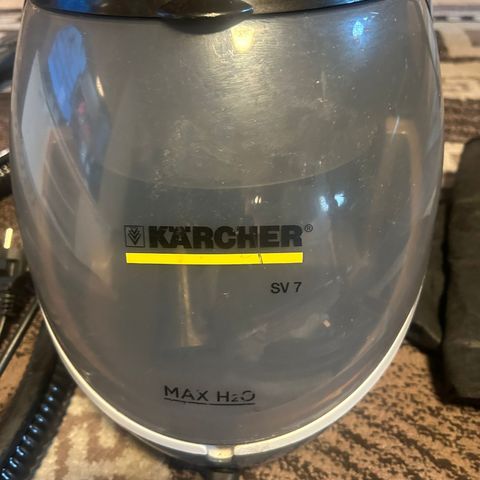 KÄRCHER®
SV 7
MAX H₂O